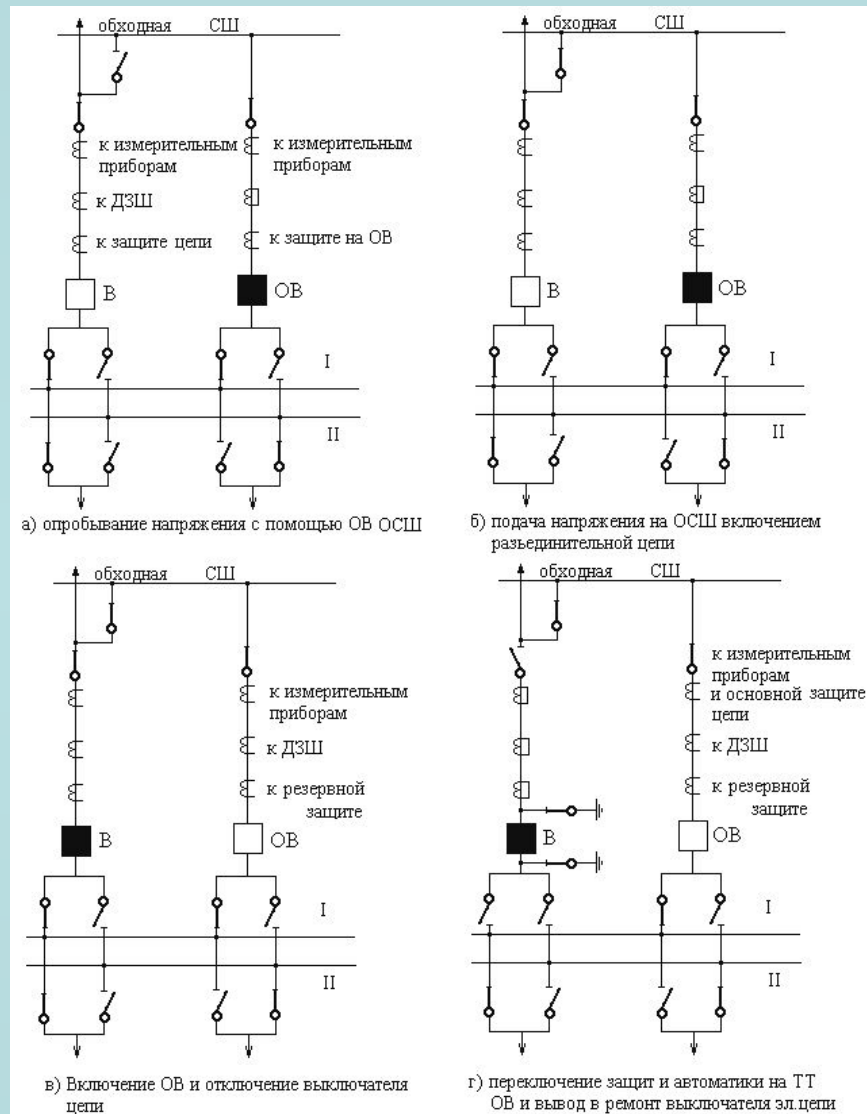 обходная СШ
к измерительным
приборам
к измерительным
приборам
к ДЗШ
к защите цепи
к защите на ОВ
В
ОВ
I
II
а) опробывание напряжения с помощью ОВ ОСШ
обходная СШ
В
ОВ
I
II
б) подача напряжения на ОСШ включением
разьединительной цепи
обходная СШ
к измерительным
приборам
к ДЗШ
к резервной
защите
В
ОВ
I
II
в) Включение ОВ и отключение выключателя
цепи
обходная СШ
к измерительным
приборам
и основной защите
цепи
к ДЗШ
к резервной
защите
В
ОВ
I
II
г) переключение защит и автоматики на ТТ
ОВ и вывод в ремонт выключателя эл.цепи